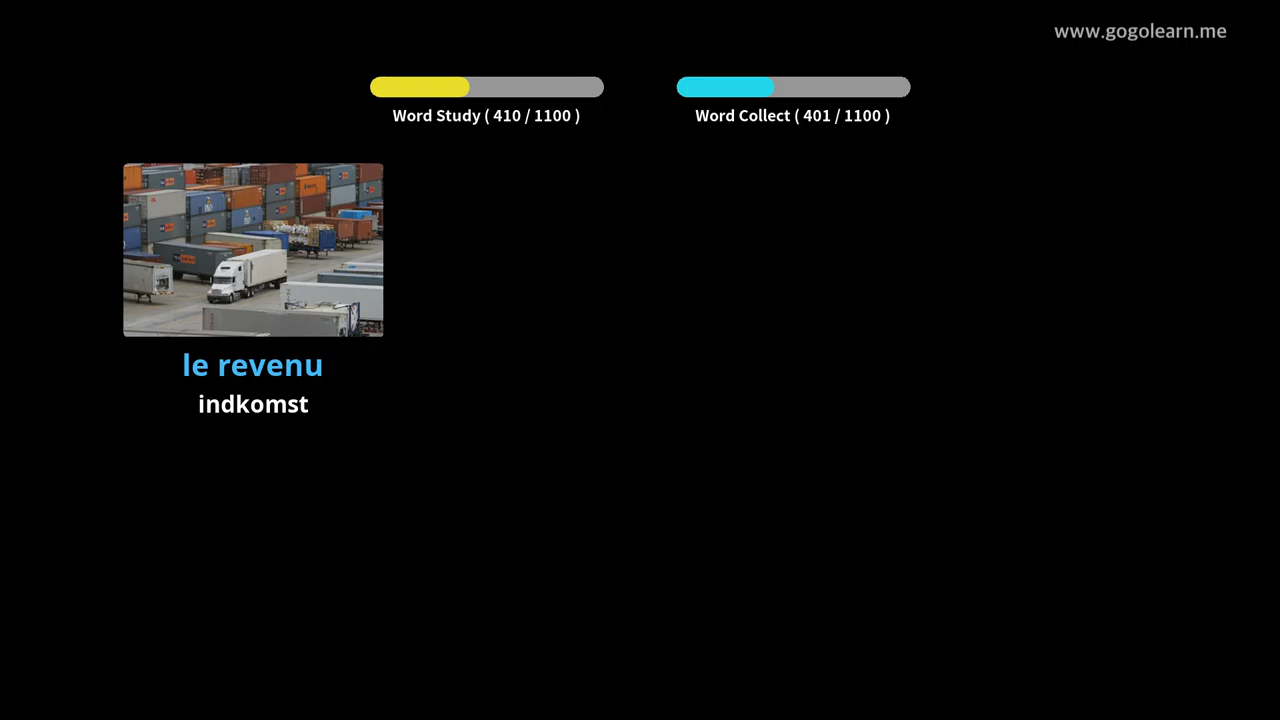 www.gogolearn.me
Word Study ( 410 / 1100 )
Word Collect ( 401 / 1100 )
le revenu
indkomst